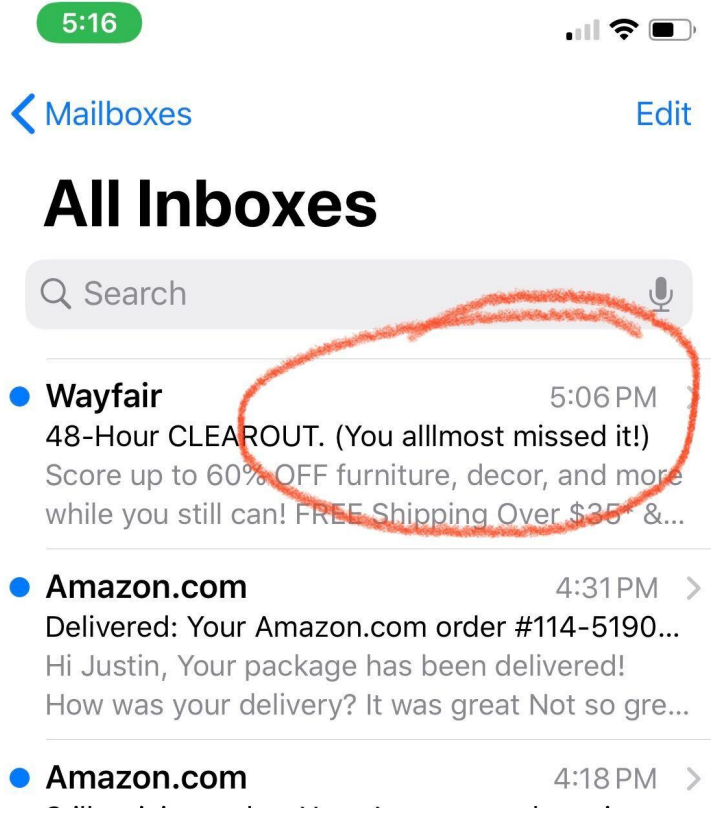 5:16
Mailboxes Edit
All Inboxes
Search
Wayfair 5:06 PM
48-Hour CLEAROUT. (You alllmost missed it!)
Score up to 60% OFF furniture, decor, and more
while you still can! FREE Shipping Over $35* &...
Amazon.com 4:31 PM
Delivered: Your Amazon.com order #114-5190...
Hi Justin, Your package has been delivered!
How was your delivery? It was great Not so gre...
Amazon.com 4:18 PM